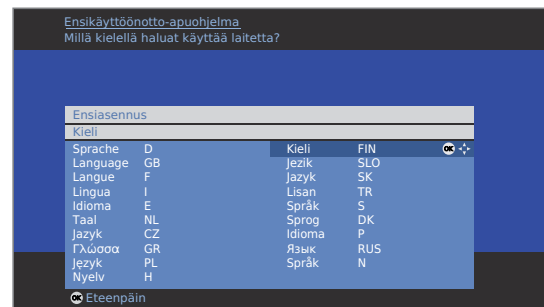 Ensikäyttöönotto-apuohjelma
Millä kielellä haluat käyttää laitetta?
Ensiasennus
Kieli
Sprache D Kieli FIN OK
Language GB Jezik SLO
Langue F Jazyk SK
Lingua I Lisan TR
Idioma E Språk S
Taal NL Sprog DK
Jazyk CZ Idioma P
Γλώσσα GR Язык RUS
Język PL Språk N
Nyelv H
OK Eteenpäin